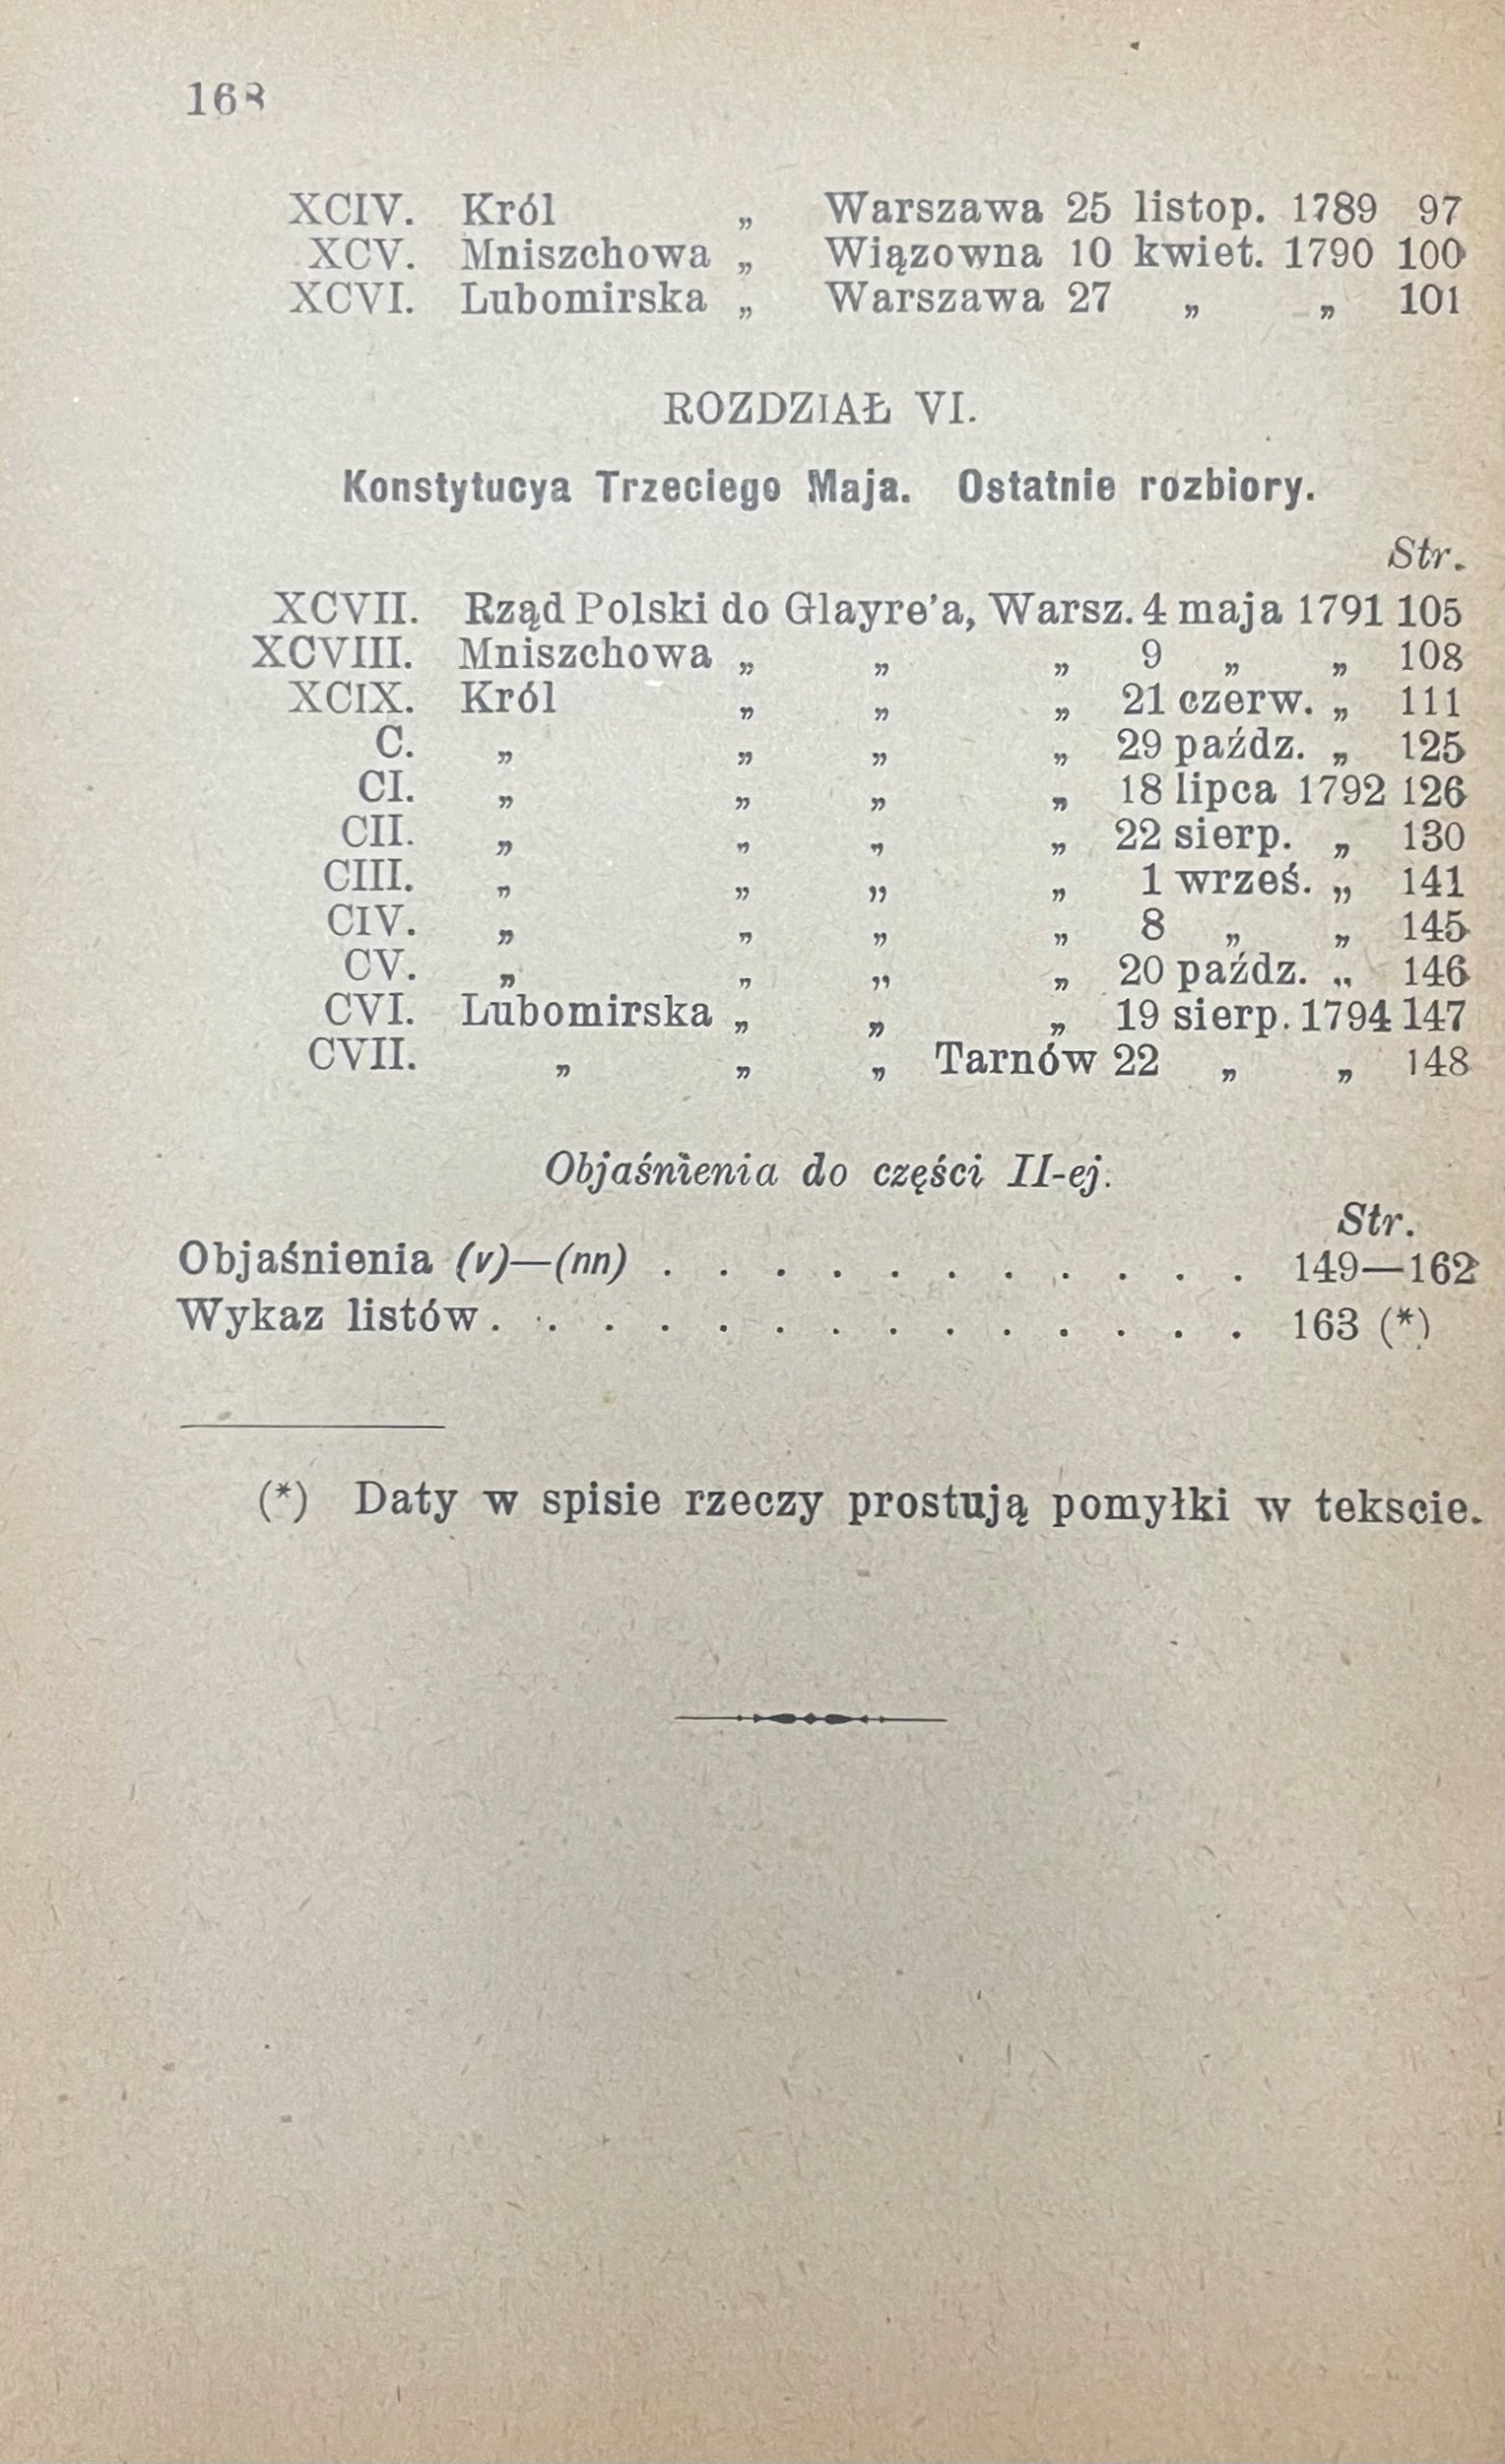 168
XCIV. Król „ Warszawa 25 listop. 1789 97
XCV. Mniszchowa „ Wiązowna 10 kwiet. 1790 100
XCVI. Lubomirska „ Warszawa 27 „ „ 101
ROZDZIAŁ VI.
Konstytucya Trzeciego Maja. Ostatnie rozbiory.
Str.
XCVII. Rząd Polski do Glayre'a, Warsz. 4 maja 1791 105
XCVIII. Mniszchowa „ „ „ 9 „ „ 108
XCIX. Król „ „ „ 21 czerw. „ 111
C. „ „ „ „ 29 paźdz. „ 125
CI. „ „ „ „ 18 lipca 1792 126
CII. „ „ „ „ 22 sierp. „ 130
CIII. „ „ „ „ 1 wrześ. „ 141
CIV. „ „ „ „ 8 „ „ 145
CV. „ „ „ „ 20 paźdz. „ 146
CVI. Lubomirska „ „ „ 19 sierp. 1794 147
CVII. „ „ „ Tarnów 22 „ „ 148
Objaśnienia do części II-ej.
Str.
Objaśnienia (v)—(nn) . . . . . . . . . . . 149—162
Wykaz listów . . . . . . . . . . . . . . 163 (*)
(*) Daty w spisie rzeczy prostują pomyłki w tekscie.